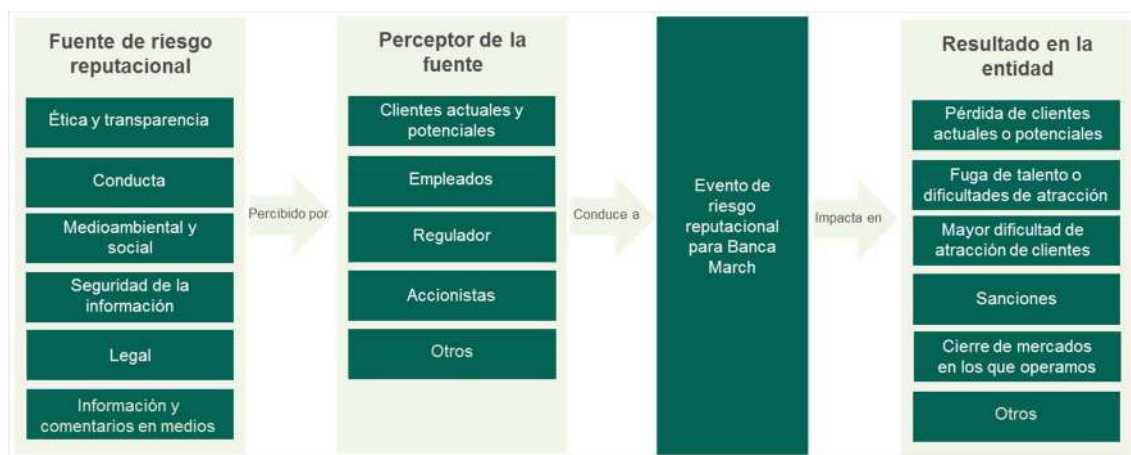 Fuente de riesgo
reputacional
Ética y transparencia
Conducta
Medioambiental y
social
Seguridad de la
información
Legal
Información y
comentarios en medios
Percibido por
Perceptor de la
fuente
Clientes actuales y
potenciales
Empleados
Regulador
Accionistas
Otros
Conduce a
Evento de
riesgo
reputacional
para Banca
March
Impacta en
Resultado en la
entidad
Pérdida de clientes
actuales o potenciales
Fuga de talento o
dificultades de atracción
Mayor dificultad de
atracción de clientes
Sanciones
Cierre de mercados
en los que operamos
Otros